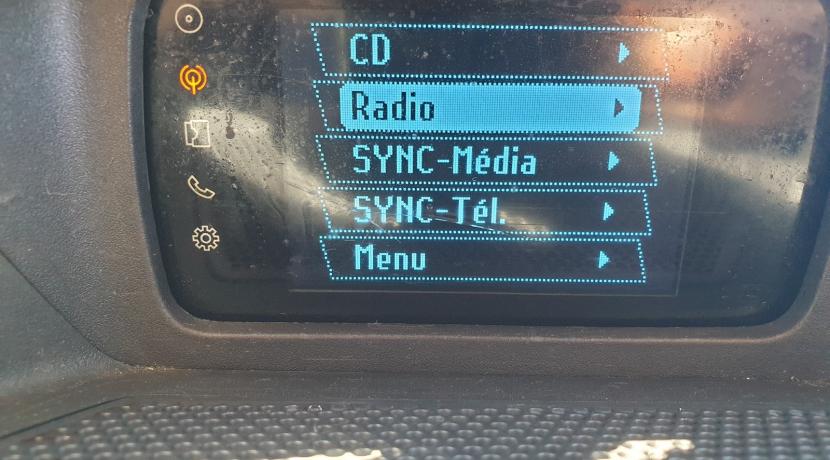 CD
Radio
SYNC-Média
SYNC-Tél.
Menu